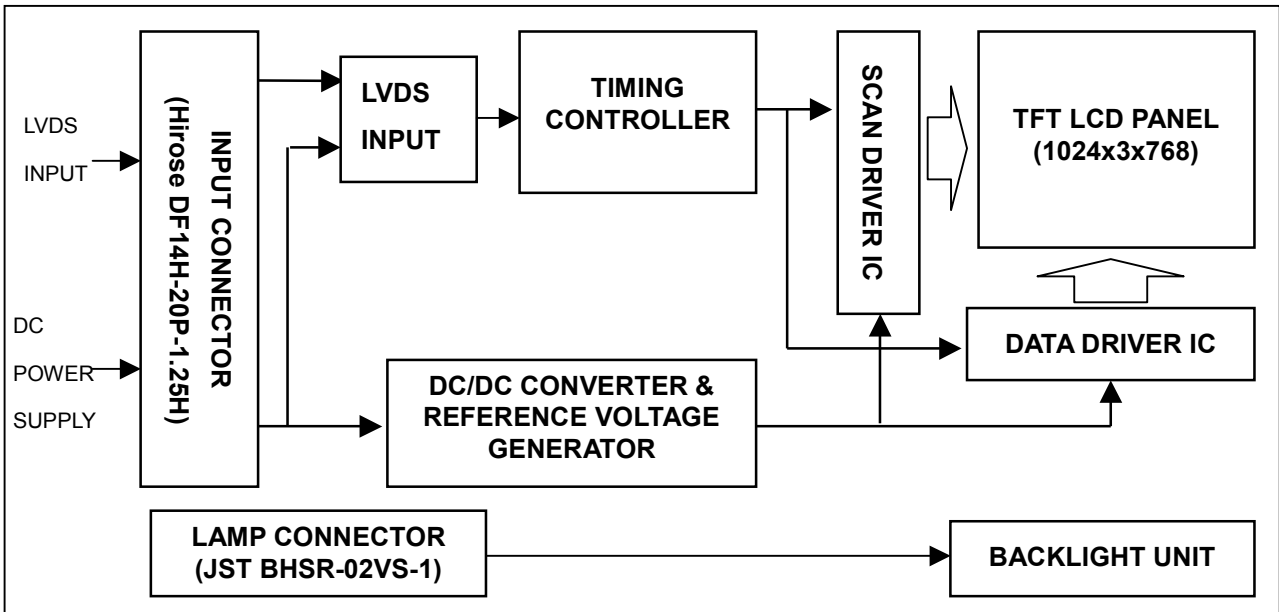 LVDS
INPUT
DC
POWER
SUPPLY
INPUT CONNECTOR
(Hirose DF14H-20P-1.25H)
LVDS
INPUT
TIMING
CONTROLLER
SCAN DRIVER IC
TFT LCD PANEL
(1024x3x768)
DATA DRIVER IC
DC/DC CONVERTER &
REFERENCE VOLTAGE
GENERATOR
LAMP CONNECTOR
(JST BHSR-02VS-1)
BACKLIGHT UNIT